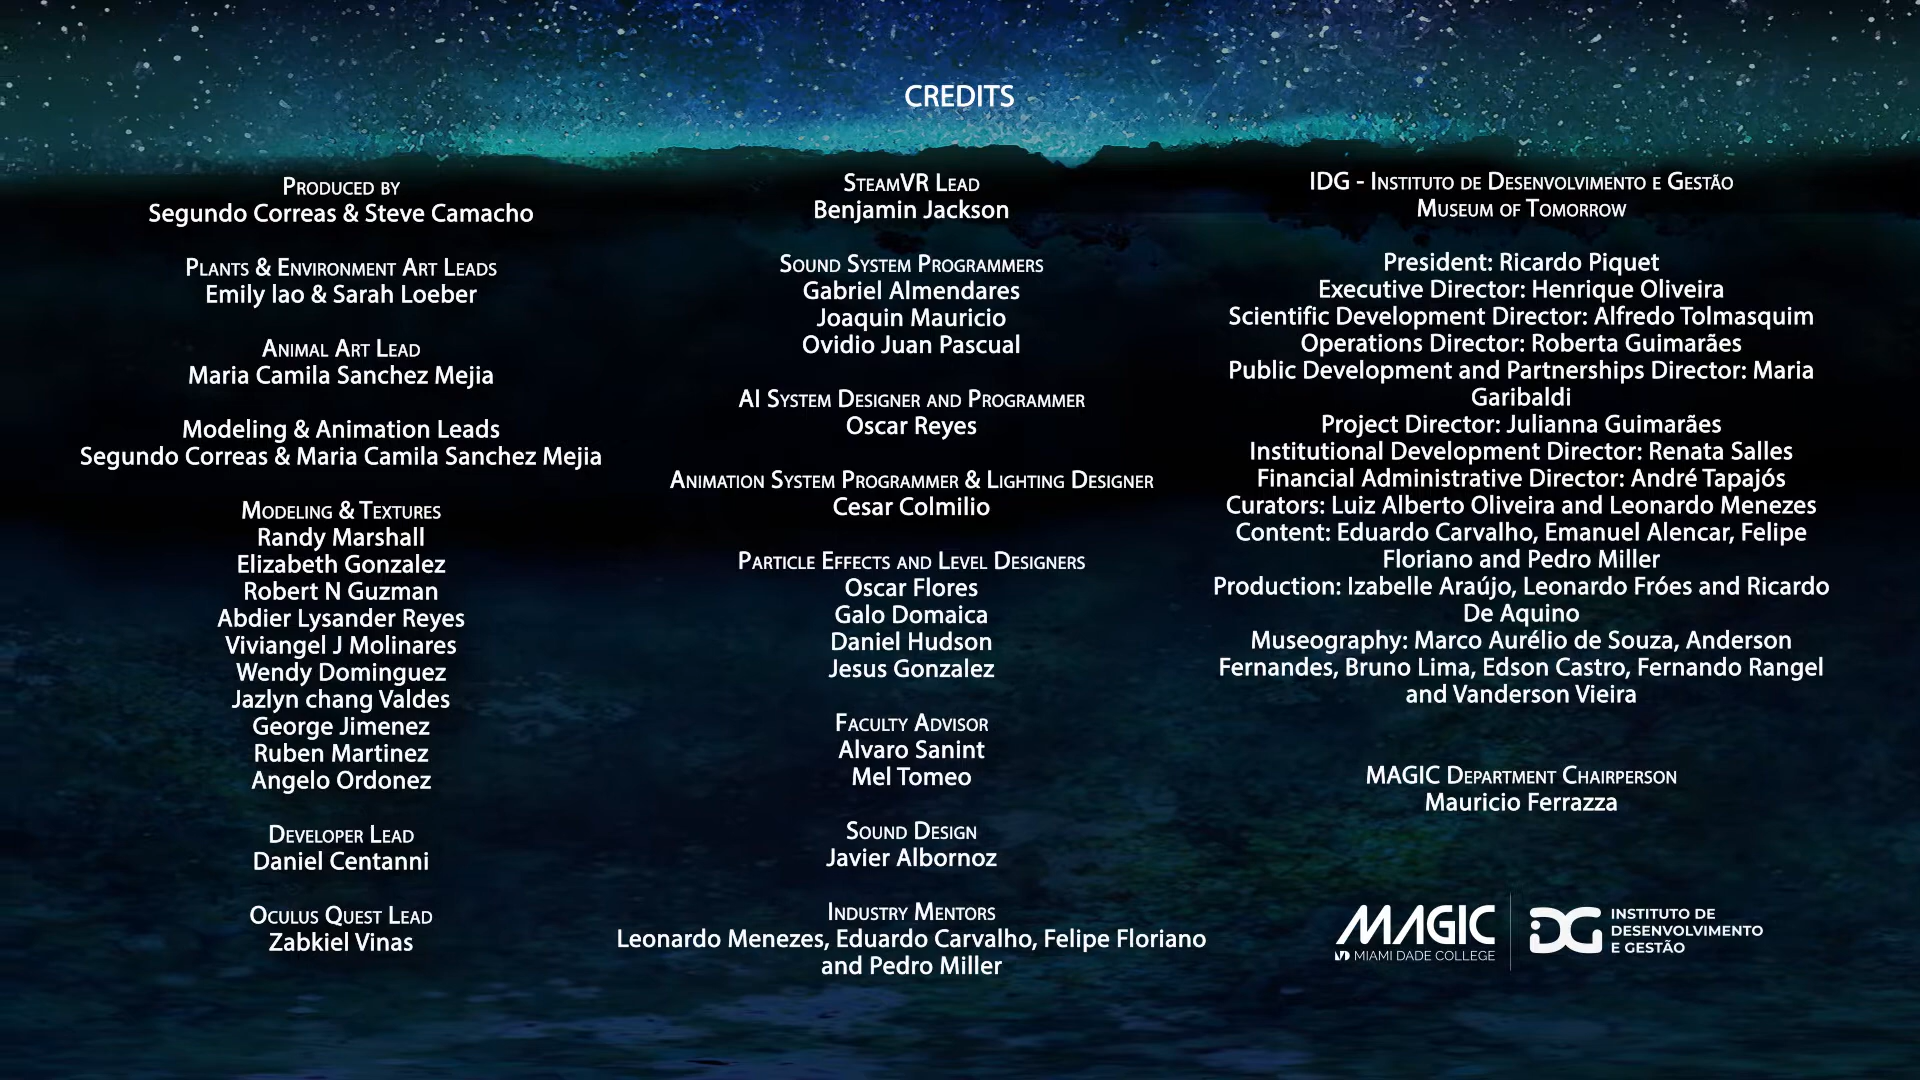 CREDITS
PRODUCED BY
Segundo Correas & Steve Camacho
PLANTS & ENVIRONMENT ART LEADS
Emily lao & Sarah Loeber
ANIMAL ART LEAD
Maria Camila Sanchez Mejia
Modeling & Animation Leads
Segundo Correas & Maria Camila Sanchez Mejia
MODELING & TEXTURES
Randy Marshall
Elizabeth Gonzalez
Robert N Guzman
Abdier Lysander Reyes
Viviangel J Molinares
Wendy Dominguez
Jazlyn chang Valdes
George Jimenez
Ruben Martinez
Angelo Ordonez
DEVELOPER LEAD
Daniel Centanni
OCULUS QUEST LEAD
Zabkiel Vinas
STEAMVR LEAD
Benjamin Jackson
SOUND SYSTEM PROGRAMMERS
Gabriel Almendares
Joaquin Mauricio
Ovidio Juan Pascual
AI SYSTEM DESIGNER AND PROGRAMMER
Oscar Reyes
ANIMATION SYSTEM PROGRAMMER & LIGHTING DESIGNER
Cesar Colmilio
PARTICLE EFFECTS AND LEVEL DESIGNERS
Oscar Flores
Galo Domaica
Daniel Hudson
Jesus Gonzalez
FACULTY ADVISOR
Alvaro Sanint
Mel Tomeo
SOUND DESIGN
Javier Albornoz
INDUSTRY MENTORS
Leonardo Menezes, Eduardo Carvalho, Felipe Floriano
and Pedro Miller
IDG - INSTITUTO DE DESENVOLVIMENTO E GESTÃO
MUSEUM OF TOMORROW
President: Ricardo Piquet
Executive Director: Henrique Oliveira
Scientific Development Director: Alfredo Tolmasquim
Operations Director: Roberta Guimarães
Public Development and Partnerships Director: Maria
Garibaldi
Project Director: Julianna Guimarães
Institutional Development Director: Renata Salles
Financial Administrative Director: André Tapajós
Curators: Luiz Alberto Oliveira and Leonardo Menezes
Content: Eduardo Carvalho, Emanuel Alencar, Felipe
Floriano and Pedro Miller
Production: Izabelle Araújo, Leonardo Fróes and Ricardo
De Aquino
Museography: Marco Aurélio de Souza, Anderson
Fernandes, Bruno Lima, Edson Castro, Fernando Rangel
and Vanderson Vieira
MAGIC DEPARTMENT CHAIRPERSON
Mauricio Ferrazza
MAGIC
MIAMI DADE COLLEGE
iDG
INSTITUTO DE
DESENVOLVIMENTO
E GESTÃO